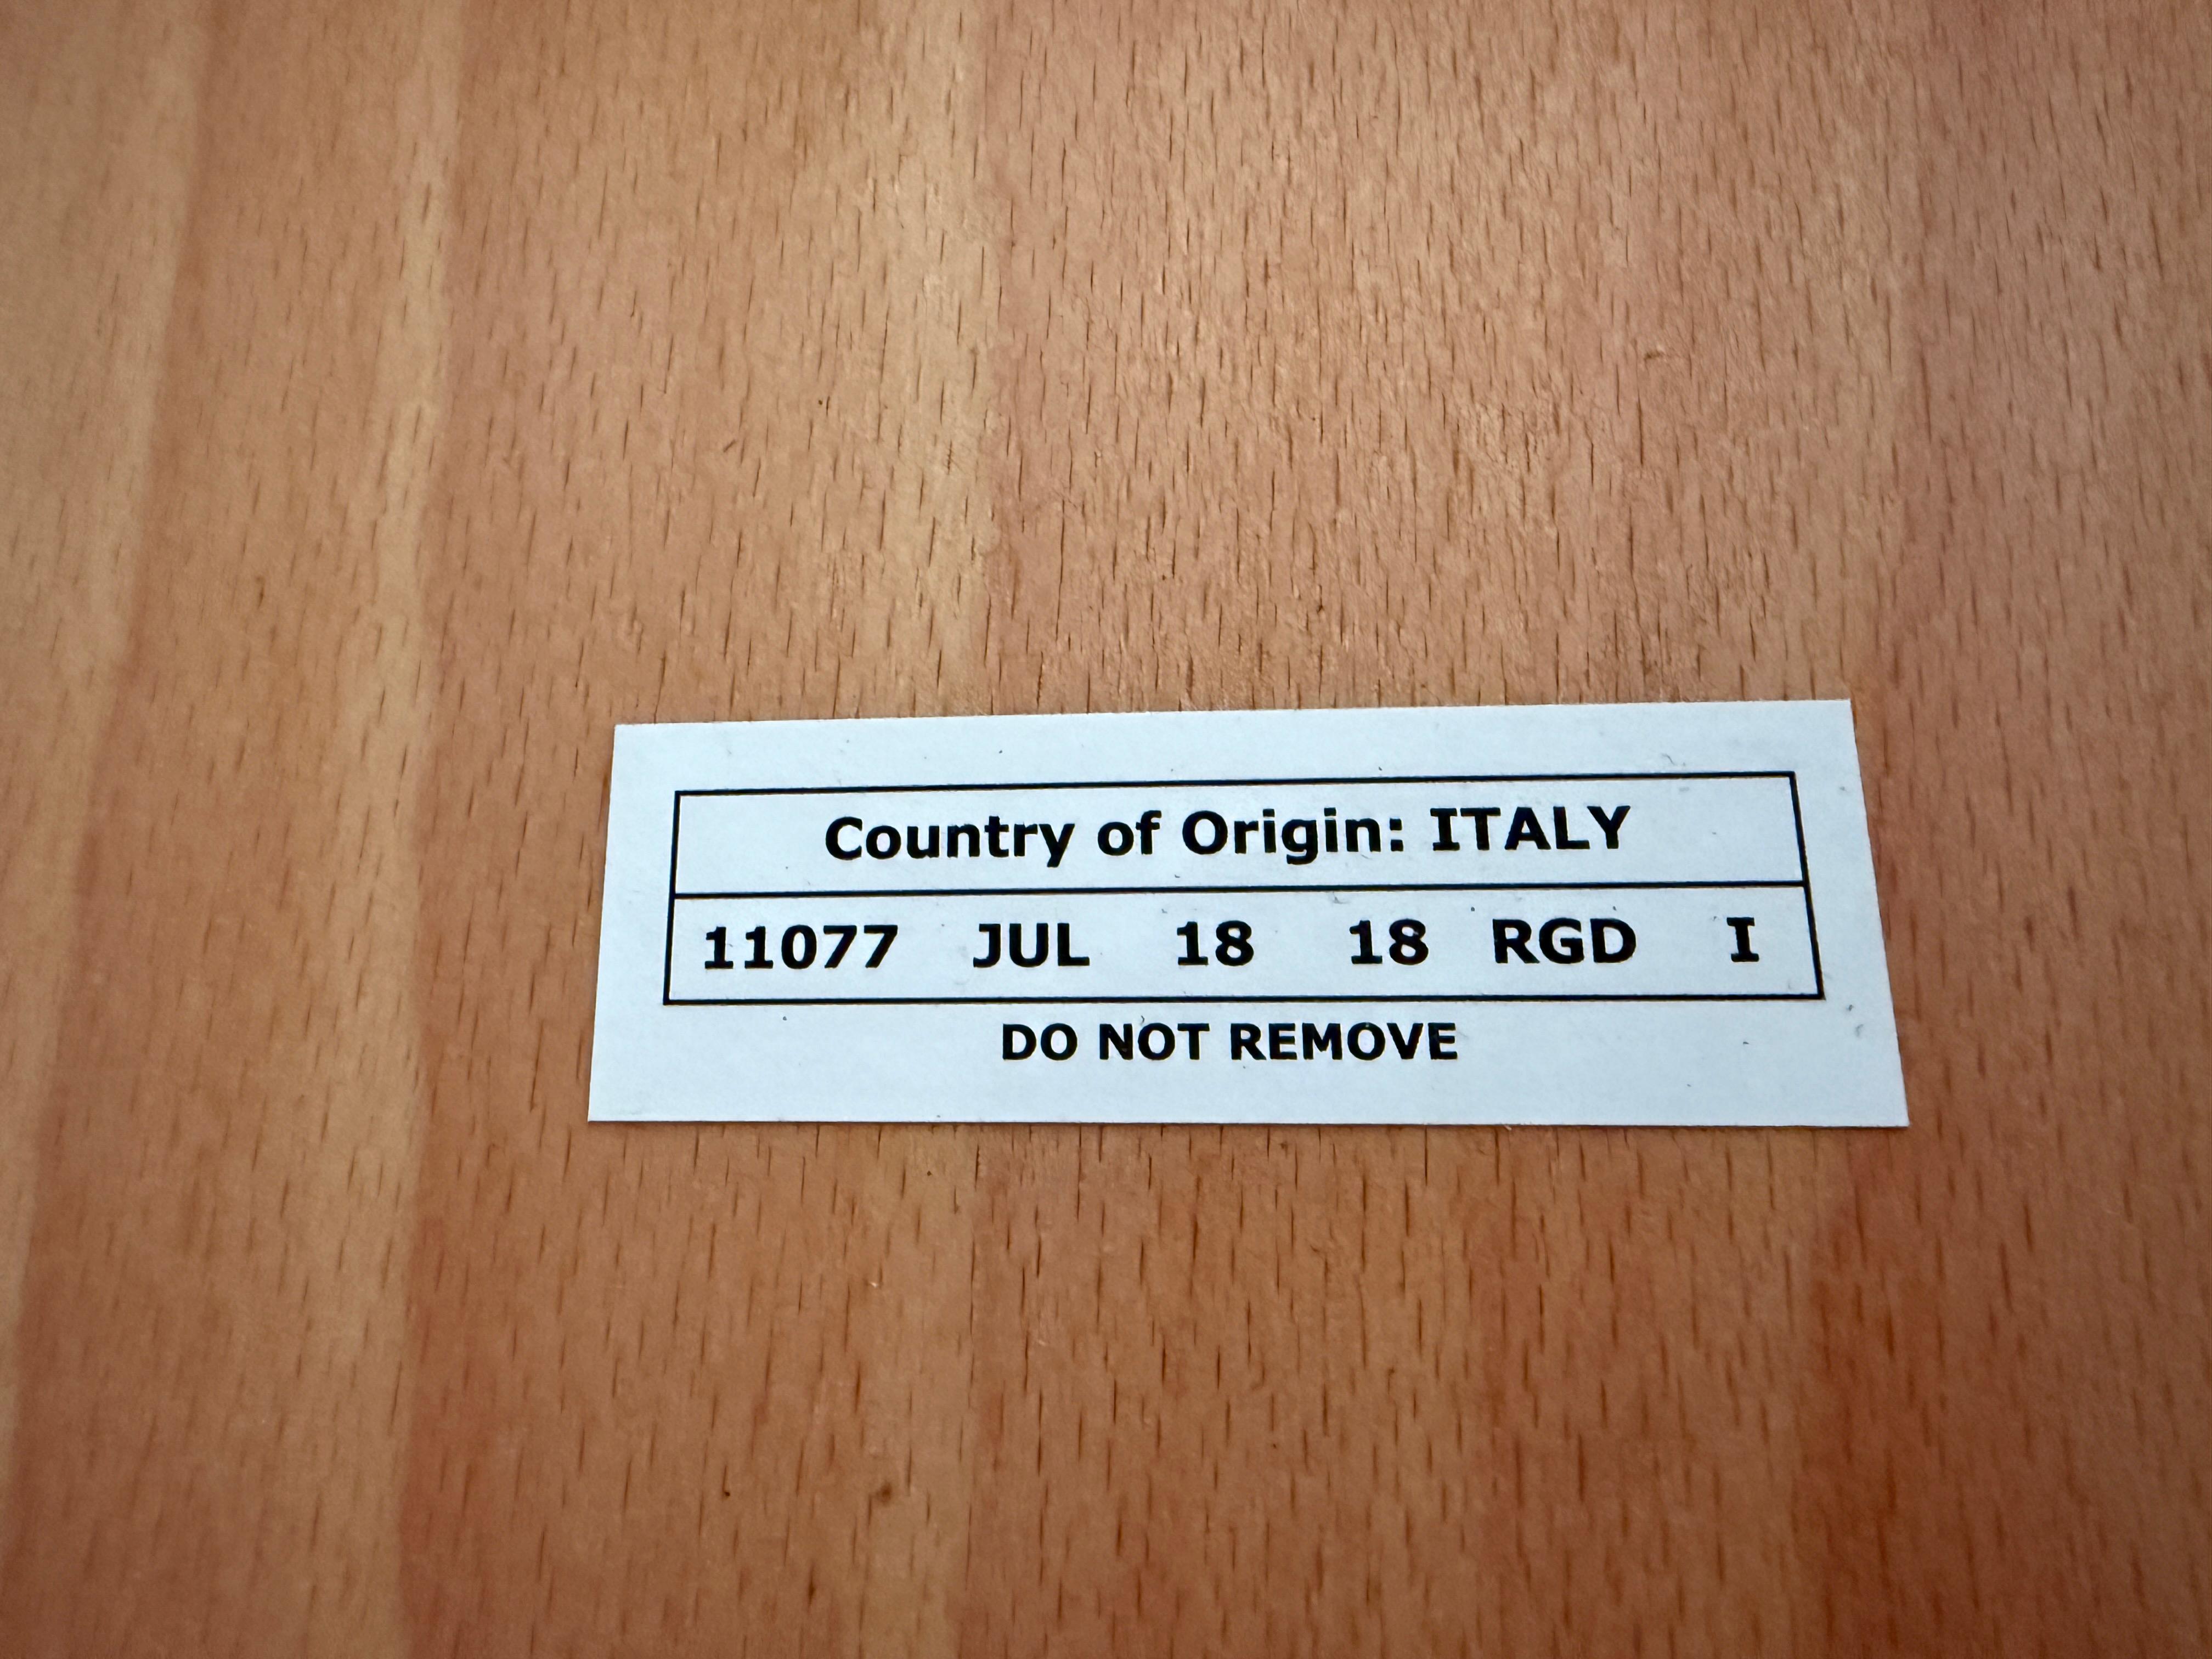 Country of Origin: ITALY
11077 JUL 18 18 RGD I
DO NOT REMOVE